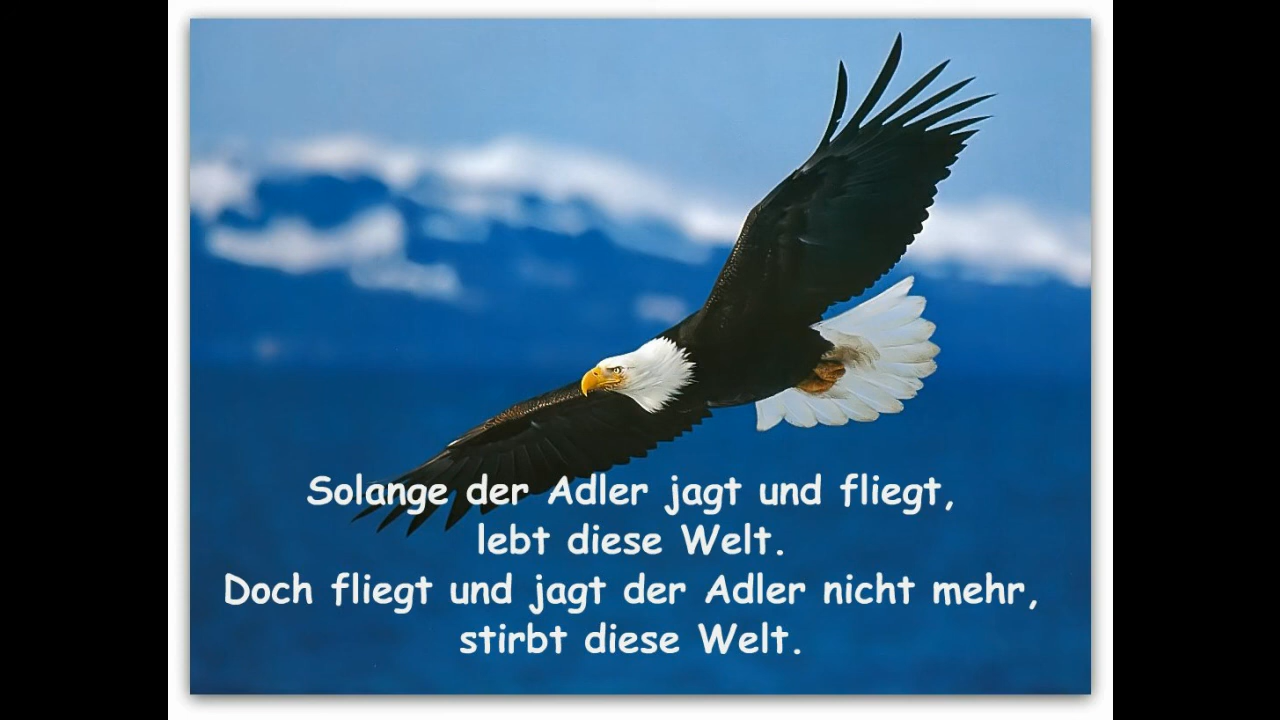 Solange der Adler jagt und fliegt,
lebt diese Welt.
Doch fliegt und jagt der Adler nicht mehr,
stirbt diese Welt.